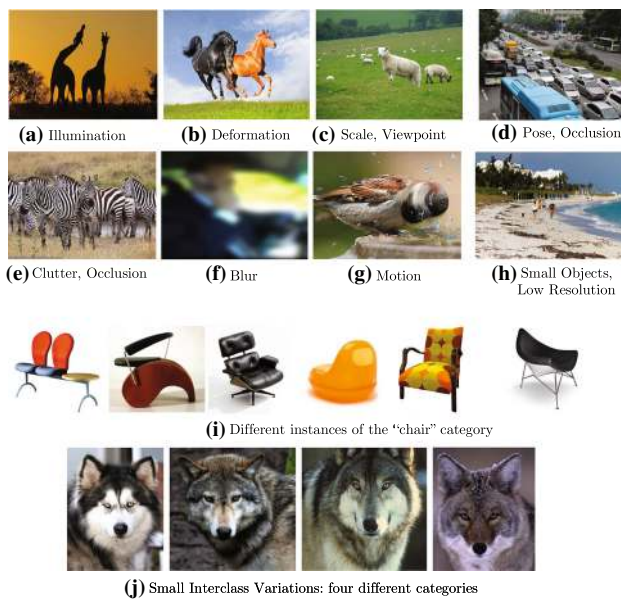 (a) Illumination
(b) Deformation
(c) Scale, Viewpoint
(d) Pose, Occlusion
(e) Clutter, Occlusion
(f) Blur
(g) Motion
(h) Small Objects,
Low Resolution
(i) Different instances of the “chair” category
(j) Small Interclass Variations: four different categories